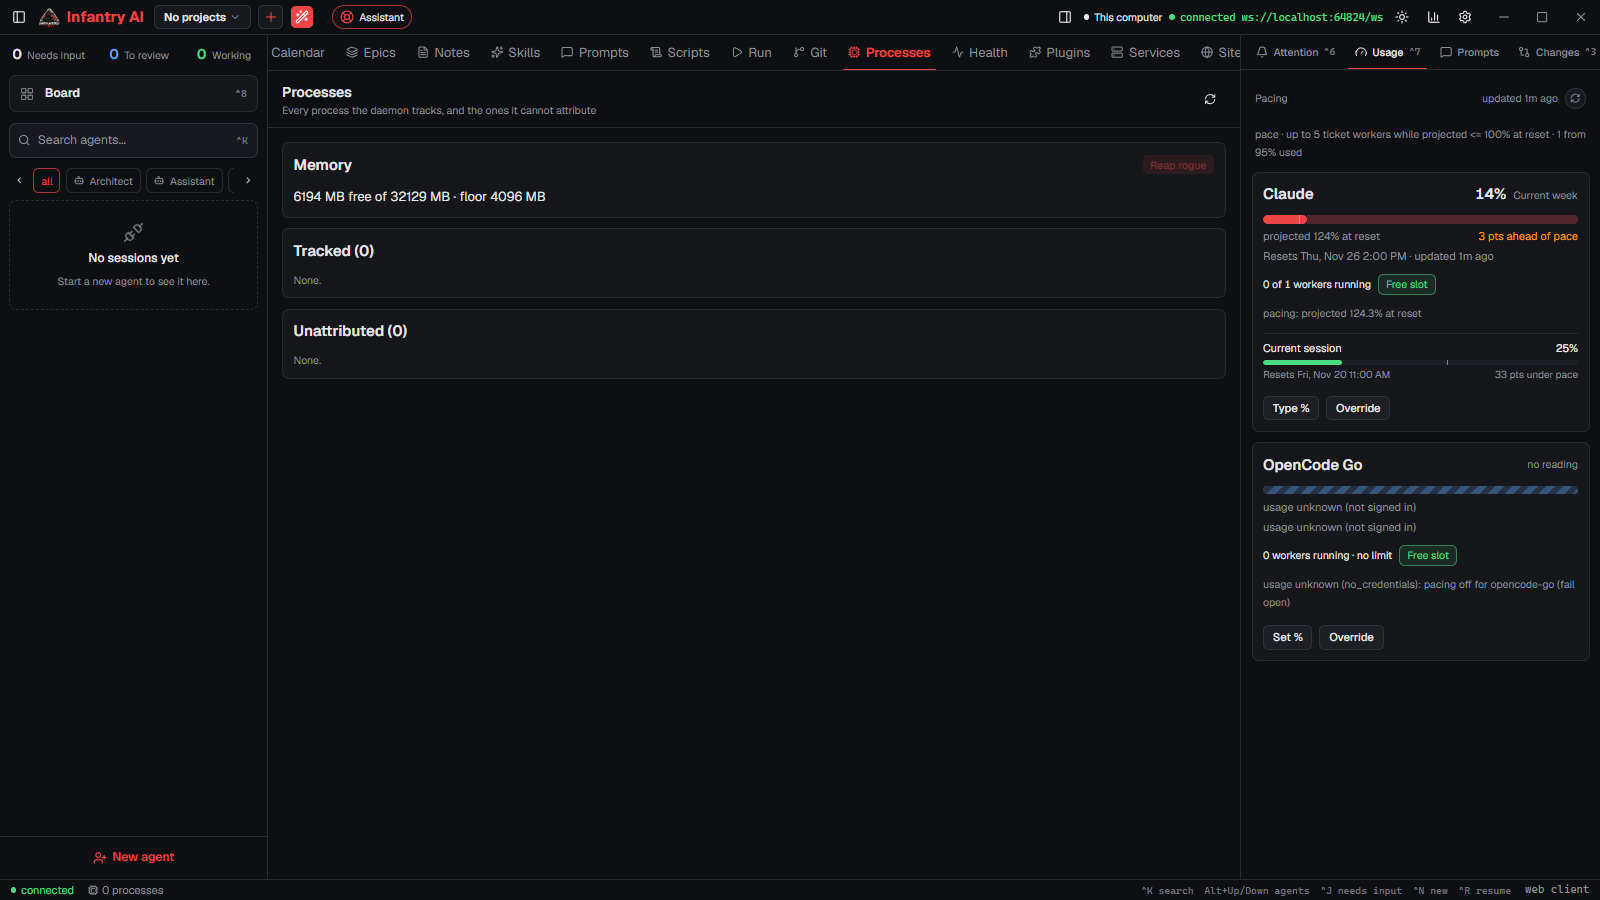 Infantry AI
No projects
Assistant
This computer
connected ws://localhost:64824/ws
0 Needs input
0 To review
0 Working
Board ^8
Search agents... ^K
all
Architect
Assistant
No sessions yet
Start a new agent to see it here.
New agent
Calendar
Epics
Notes
Skills
Prompts
Scripts
Run
Git
Processes
Health
Plugins
Services
Site
Processes
Every process the daemon tracks, and the ones it cannot attribute
Memory
Reap rogue
6194 MB free of 32129 MB · floor 4096 MB
Tracked (0)
None.
Unattributed (0)
None.
Attention ^6
Usage ^7
Prompts
Changes ^3
Pacing
updated 1m ago
pace · up to 5 ticket workers while projected <= 100% at reset · 1 from
95% used
Claude
14% Current week
projected 124% at reset
3 pts ahead of pace
Resets Thu, Nov 26 2:00 PM · updated 1m ago
0 of 1 workers running
Free slot
pacing: projected 124.3% at reset
Current session
25%
Resets Fri, Nov 20 11:00 AM
33 pts under pace
Type %
Override
OpenCode Go
no reading
usage unknown (not signed in)
usage unknown (not signed in)
0 workers running · no limit
Free slot
usage unknown (no_credentials): pacing off for opencode-go (fail
open)
Set %
Override
connected
0 processes
^K search
Alt+Up/Down agents
^J needs input
^N new
^R resume
web client